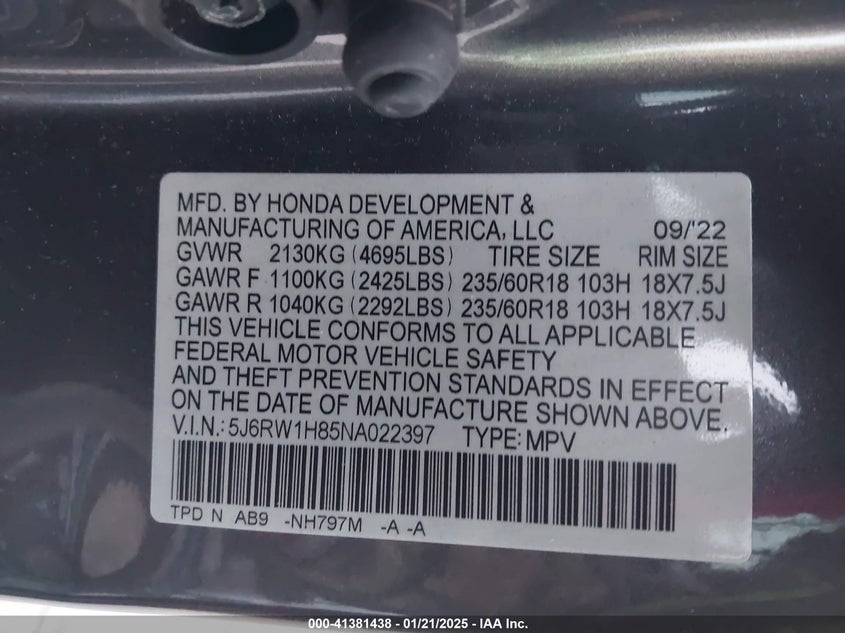 MFD. BY HONDA DEVELOPMENT &
MANUFACTURING OF AMERICA, LLC 09/'22
GVWR 2130KG (4695LBS) TIRE SIZE RIM SIZE
GAWR F 1100KG (2425LBS) 235/60R18 103H 18X7.5J
GAWR R 1040KG (2292LBS) 235/60R18 103H 18X7.5J
THIS VEHICLE CONFORMS TO ALL APPLICABLE
FEDERAL MOTOR VEHICLE SAFETY
AND THEFT PREVENTION STANDARDS IN EFFECT
ON THE DATE OF MANUFACTURE SHOWN ABOVE.
V.I.N.: 5J6RW1H85NA022397 TYPE: MPV
TPD N AB9 -NH797M -A -A
000-41381438 - 01/21/2025 - IAA Inc.